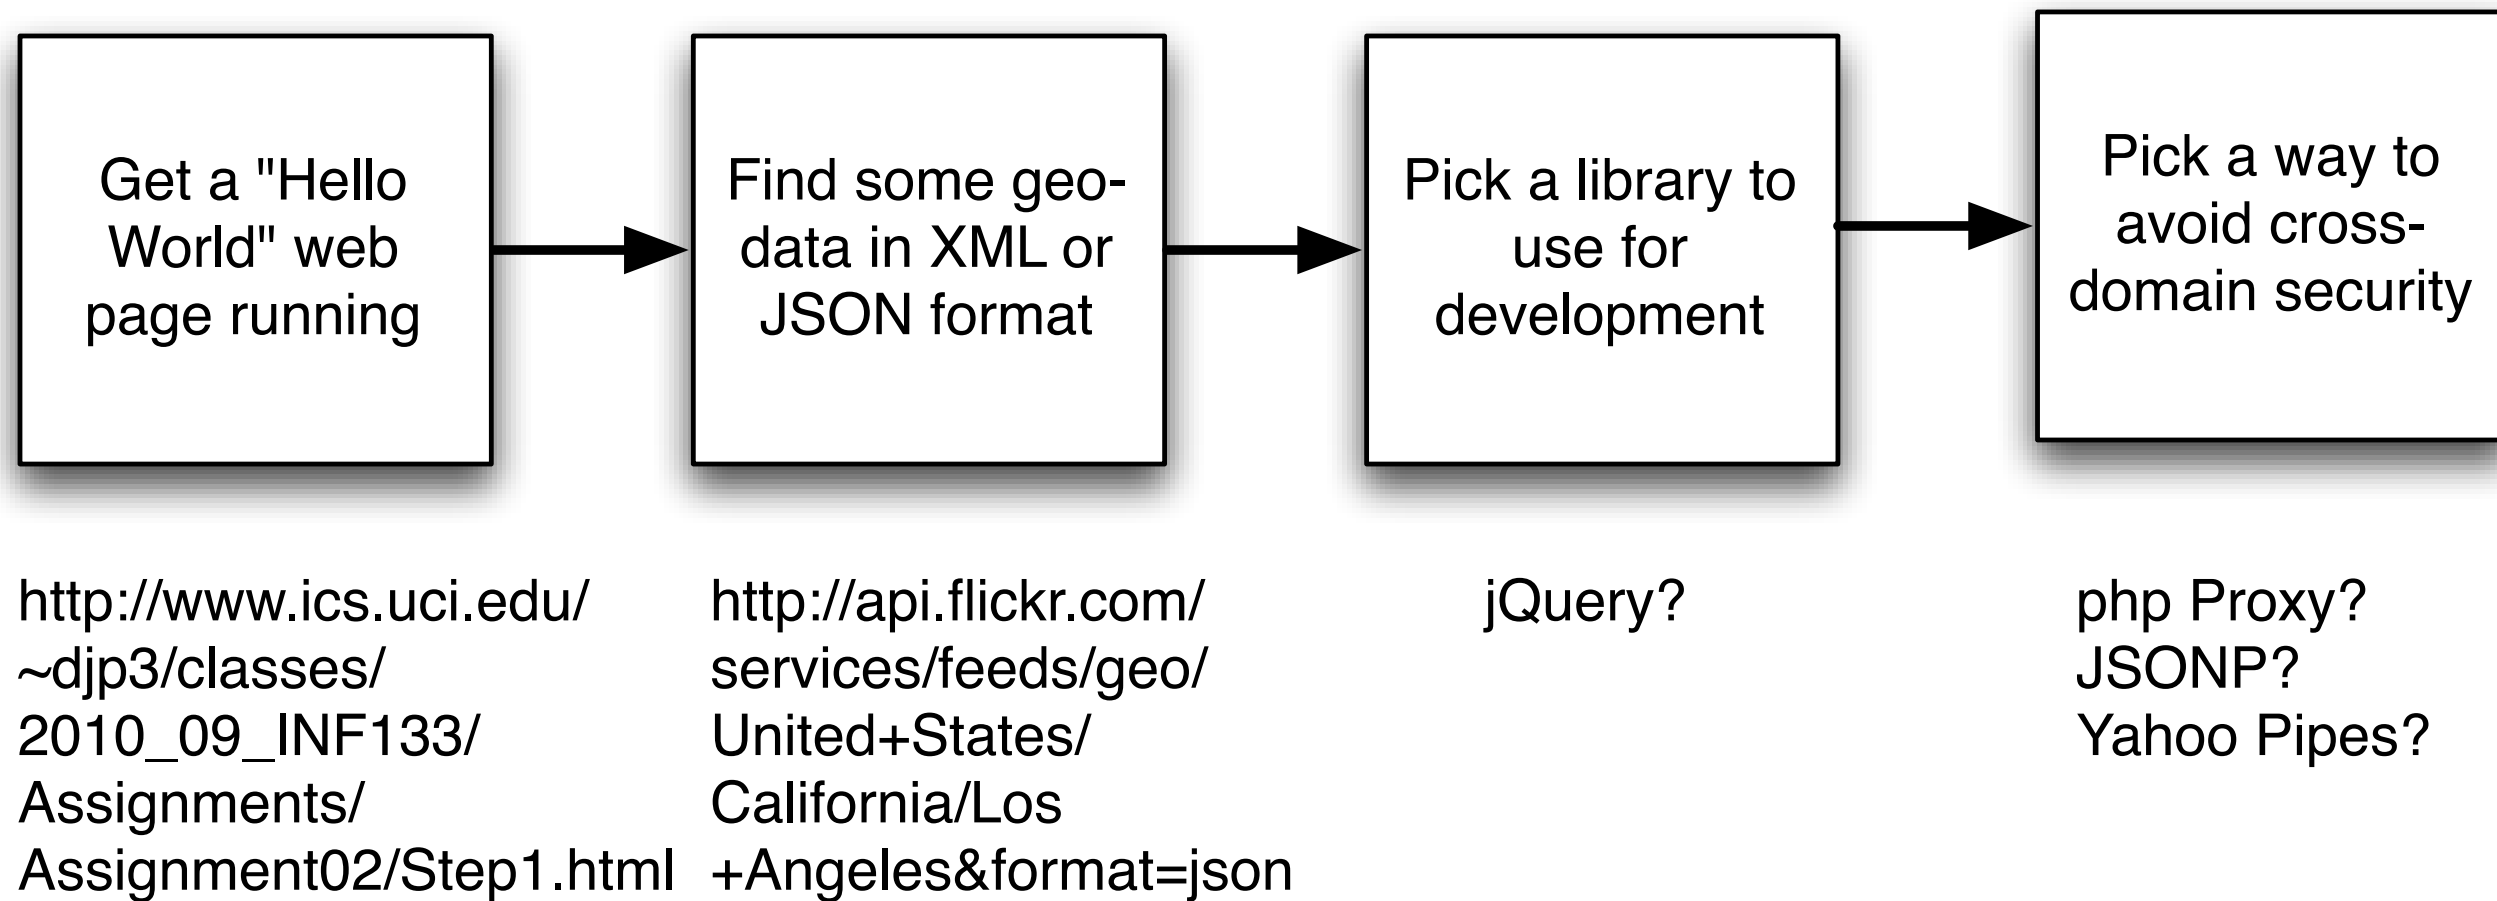 Get a "Hello
World" web
page running
Find some geo-
data in XML or
JSON format
Pick a library to
use for
development
Pick a way to
avoid cross-
domain security
http://www.ics.uci.edu/
~djp3/classes/
2010_09_INF133/
Assignments/
Assignment02/Step1.html
http://api.flickr.com/
services/feeds/geo/
United+States/
California/Los
+Angeles&format=json
jQuery?
php Proxy?
JSONP?
Yahoo Pipes?